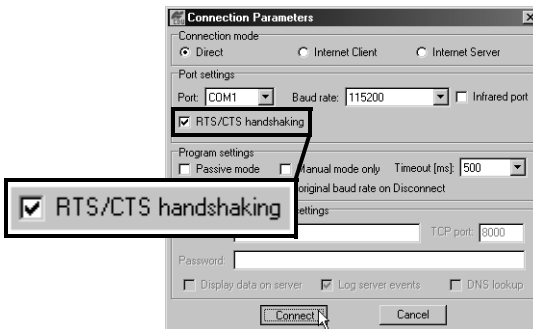 Connection Parameters
Connection mode
Direct Internet Client Internet Server
Port settings
Port: COM1 Baud rate: 115200 Infrared port
RTS/CTS handshaking
Program settings
Passive mode Manual mode only Timeout [ms]: 500
original baud rate on Disconnect
RTS/CTS handshaking
settings
TCP port: 8000
Password:
Display data on server Log server events DNS lookup
Connect Cancel